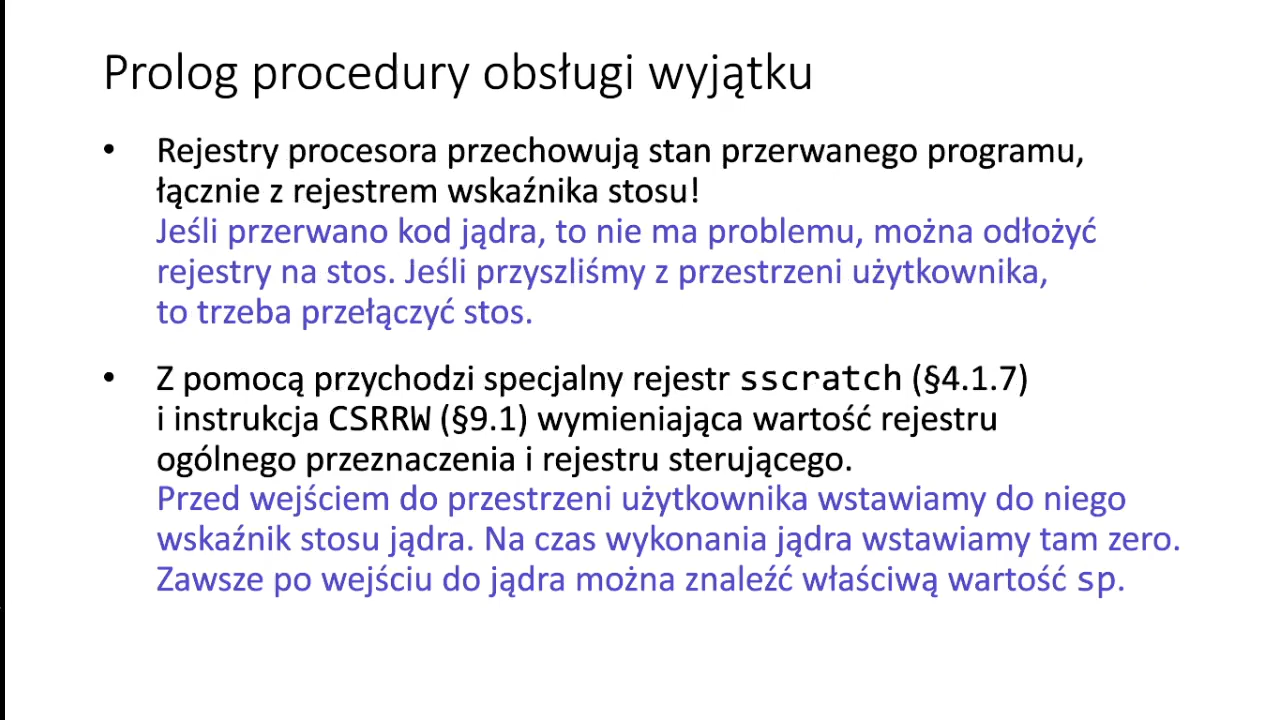 Prolog procedury obsługi wyjątku
• Rejestry procesora przechowują stan przerwanego programu,
łącznie z rejestrem wskaźnika stosu!
Jeśli przerwano kod jądra, to nie ma problemu, można odłożyć
rejestry na stos. Jeśli przyszliśmy z przestrzeni użytkownika,
to trzeba przełączyć stos.
• Z pomocą przychodzi specjalny rejestr sscratch (§4.1.7)
i instrukcja CSRRW (§9.1) wymieniająca wartość rejestru
ogólnego przeznaczenia i rejestru sterującego.
Przed wejściem do przestrzeni użytkownika wstawiamy do niego
wskaźnik stosu jądra. Na czas wykonania jądra wstawiamy tam zero.
Zawsze po wejściu do jądra można znaleźć właściwą wartość sp.